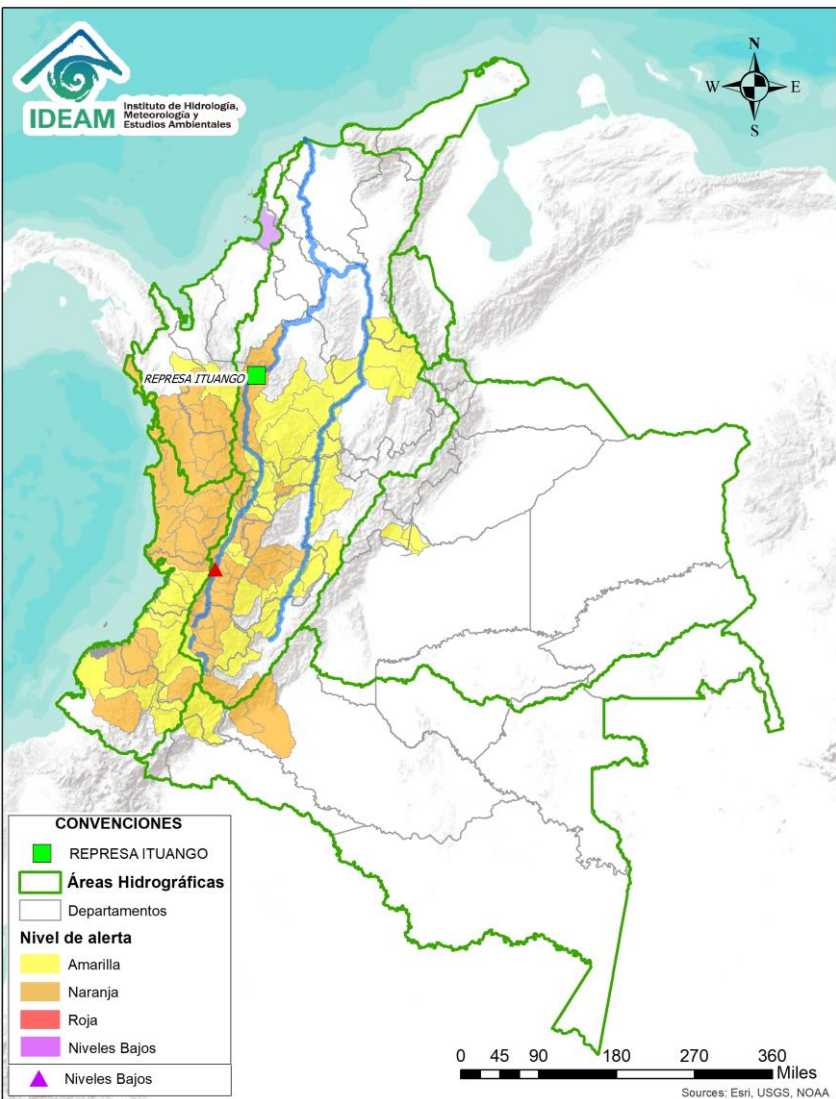 IDEAM
Instituto de Hidrología,
Meteorología y
Estudios Ambientales
N
W
E
S
REPRESA ITUANGO
CONVENCIONES
REPRESA ITUANGO
Áreas Hidrográficas
Departamentos
Nivel de alerta
Amarilla
Naranja
Roja
Niveles Bajos
Niveles Bajos
0 45 90 180 270 360
Miles
Sources: Esri, USGS, NOAA